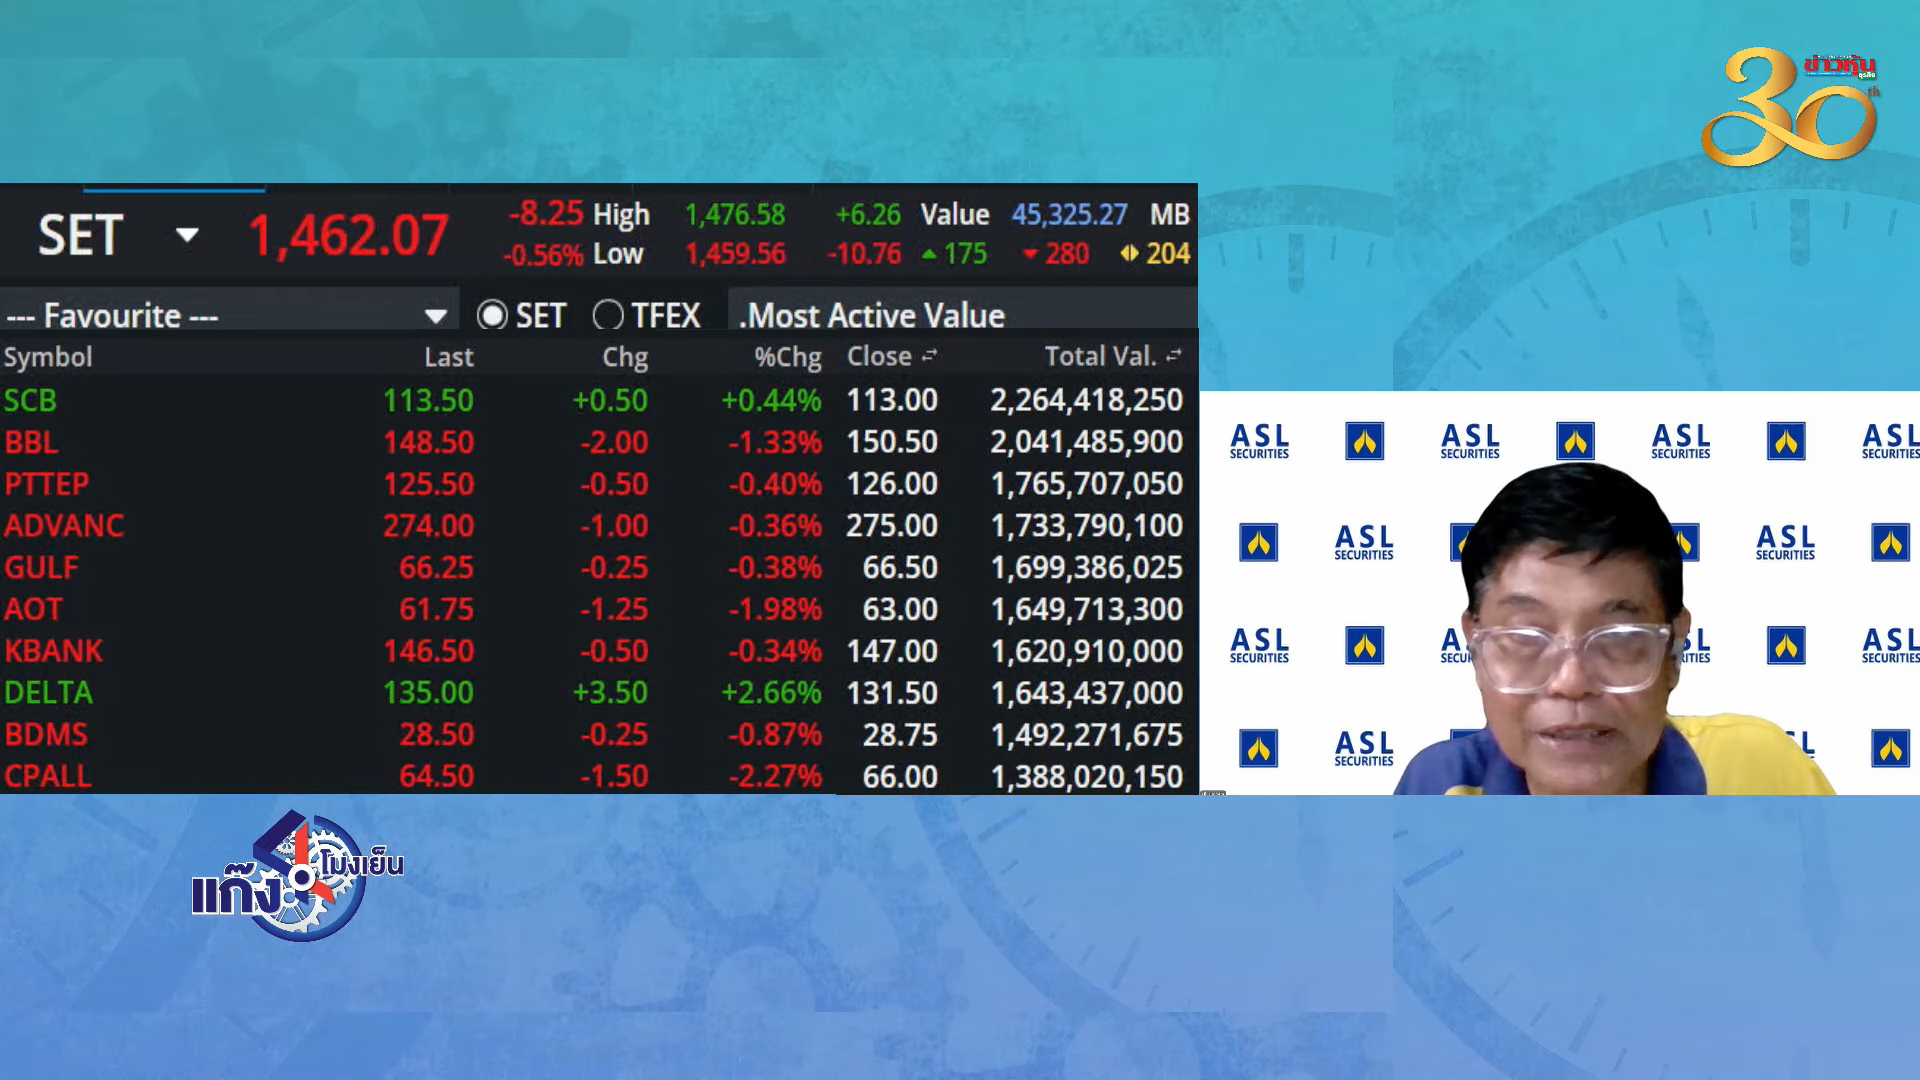 ข่าวหุ้น
ธุรกิจ
30th
SET 1,462.07 -8.25 High 1,476.58 +6.26 Value 45,325.27 MB
-0.56% Low 1,459.56 -10.76 175 280 204
--- Favourite --- SET TFEX .Most Active Value
Symbol Last Chg %Chg Close Total Val.
SCB 113.50 +0.50 +0.44% 113.00 2,264,418,250
BBL 148.50 -2.00 -1.33% 150.50 2,041,485,900
PTTEP 125.50 -0.50 -0.40% 126.00 1,765,707,050
ADVANC 274.00 -1.00 -0.36% 275.00 1,733,790,100
GULF 66.25 -0.25 -0.38% 66.50 1,699,386,025
AOT 61.75 -1.25 -1.98% 63.00 1,649,713,300
KBANK 146.50 -0.50 -0.34% 147.00 1,620,910,000
DELTA 135.00 +3.50 +2.66% 131.50 1,643,437,000
BDMS 28.50 -0.25 -0.87% 28.75 1,492,271,675
CPALL 64.50 -1.50 -2.27% 66.00 1,388,020,150
ASL ASL ASL ASL
SECURITIES SECURITIES SECURITIES SECURITIES
ASL ASL
SECURITIES SECURITIES
ASL AS SL ASL
SECURITIES SECU RITIES SECURITIES
ASL L
SECURITIES RITIES
แก๊ง 4 โมงเย็น